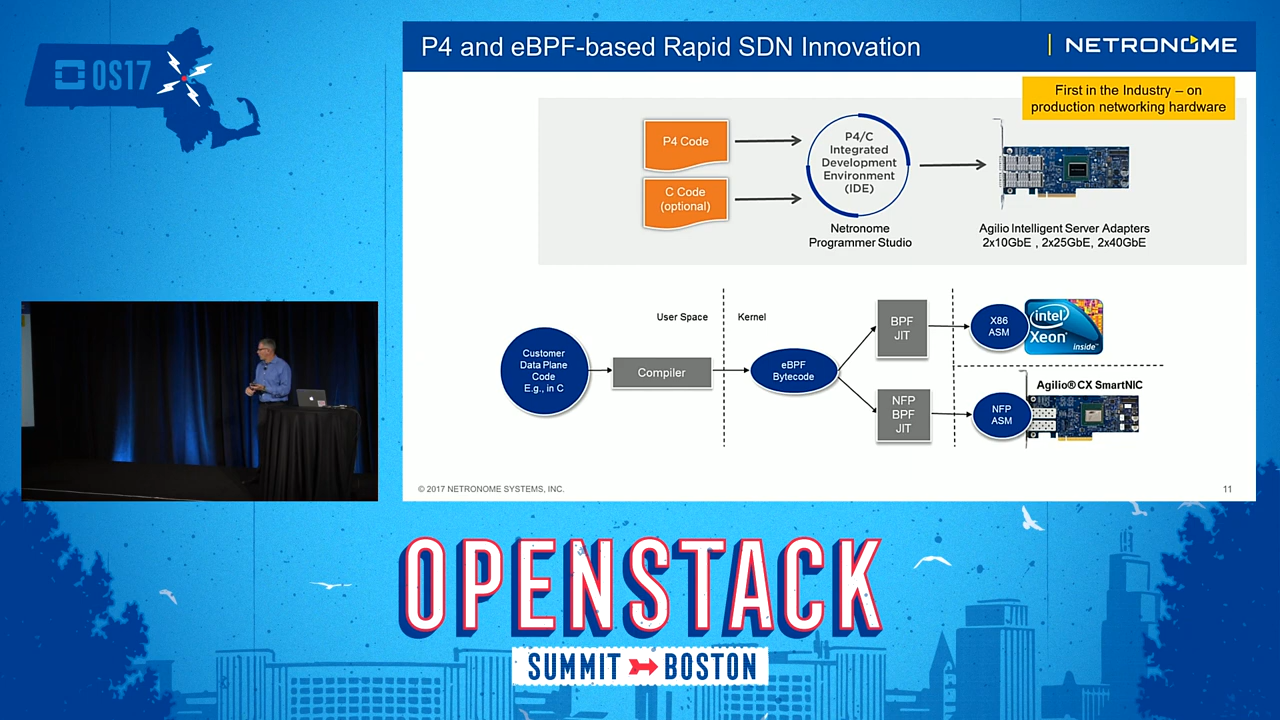 OS17
P4 and eBPF-based Rapid SDN Innovation
NETRONOME
First in the Industry – on
production networking hardware
P4 Code
C Code
(optional)
P4/C
Integrated
Development
Environment
(IDE)
Netronome
Programmer Studio
Agilio Intelligent Server Adapters
2x10GbE , 2x25GbE, 2x40GbE
User Space
Kernel
Customer
Data Plane
Code
E.g., in C
Compiler
eBPF
Bytecode
BPF
JIT
X86
ASM
intel
Xeon®
inside™
NFP
BPF
JIT
NFP
ASM
Agilio® CX SmartNIC
© 2017 NETRONOME SYSTEMS, INC.
11
OPENSTACK
SUMMIT BOSTON